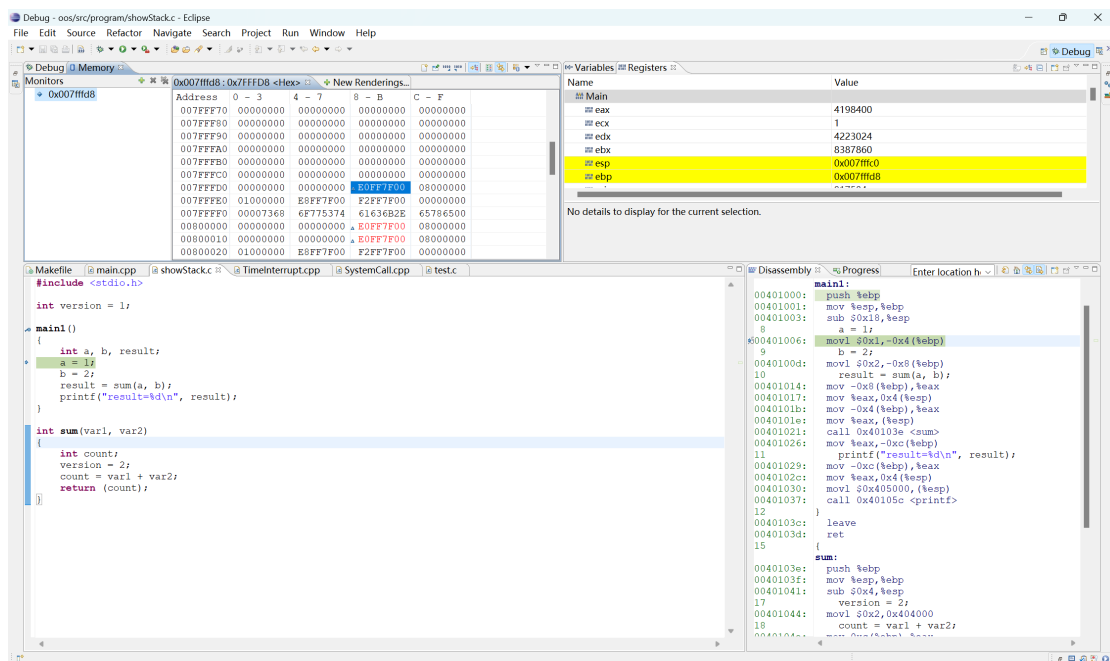 Debug - oos/src/program/showStack.c - Eclipse
File Edit Source Refactor Navigate Search Project Run Window Help
Debug
Debug Memory
Monitors
0x007fffd8
0x007fffd8 : 0x7FFFD8 <Hex> New Renderings...
Address 0 - 3 4 - 7 8 - B C - F
007FFF70 00000000 00000000 00000000 00000000
007FFF80 00000000 00000000 00000000 00000000
007FFF90 00000000 00000000 00000000 00000000
007FFFA0 00000000 00000000 00000000 00000000
007FFFB0 00000000 00000000 00000000 00000000
007FFFC0 00000000 00000000 00000000 00000000
007FFFD0 00000000 00000000 E0FF7F00 08000000
007FFFE0 01000000 E8FF7F00 F2FF7F00 00000000
007FFFF0 00007368 6F775374 61636B2E 65786500
00800000 00000000 00000000 E0FF7F00 08000000
00800010 00000000 00000000 E0FF7F00 08000000
00800020 01000000 E8FF7F00 F2FF7F00 00000000
Variables Registers
Name Value
Main
eax 4198400
ecx 1
edx 4223024
ebx 8387860
esp 0x007fffc0
ebp 0x007fffd8
No details to display for the current selection.
Makefile main.cpp showStack.c TimeInterrupt.cpp SystemCall.cpp test.c
#include <stdio.h>
int version = 1;
main1()
{
int a, b, result;
a = 1;
b = 2;
result = sum(a, b);
printf("result=%d\n", result);
}
int sum(var1, var2)
{
int count;
version = 2;
count = var1 + var2;
return (count);
}
Disassembly Progress
Enter location h
main1:
00401000: push %ebp
00401001: mov %esp,%ebp
00401003: sub $0x18,%esp
8 a = 1;
00401006: movl $0x1,-0x4(%ebp)
9 b = 2;
0040100d: movl $0x2,-0x8(%ebp)
10 result = sum(a, b);
00401014: mov -0x8(%ebp),%eax
00401017: mov %eax,0x4(%esp)
0040101b: mov -0x4(%ebp),%eax
0040101e: mov %eax,(%esp)
00401021: call 0x40103e <sum>
00401026: mov %eax,-0xc(%ebp)
11 printf("result=%d\n", result);
00401029: mov -0xc(%ebp),%eax
0040102c: mov %eax,0x4(%esp)
00401030: movl $0x405000,(%esp)
00401037: call 0x40105c <printf>
12 }
0040103c: leave
0040103d: ret
15 {
sum:
0040103e: push %ebp
0040103f: mov %esp,%ebp
00401041: sub $0x4,%esp
17 version = 2;
00401044: movl $0x2,0x404000
18 count = var1 + var2;